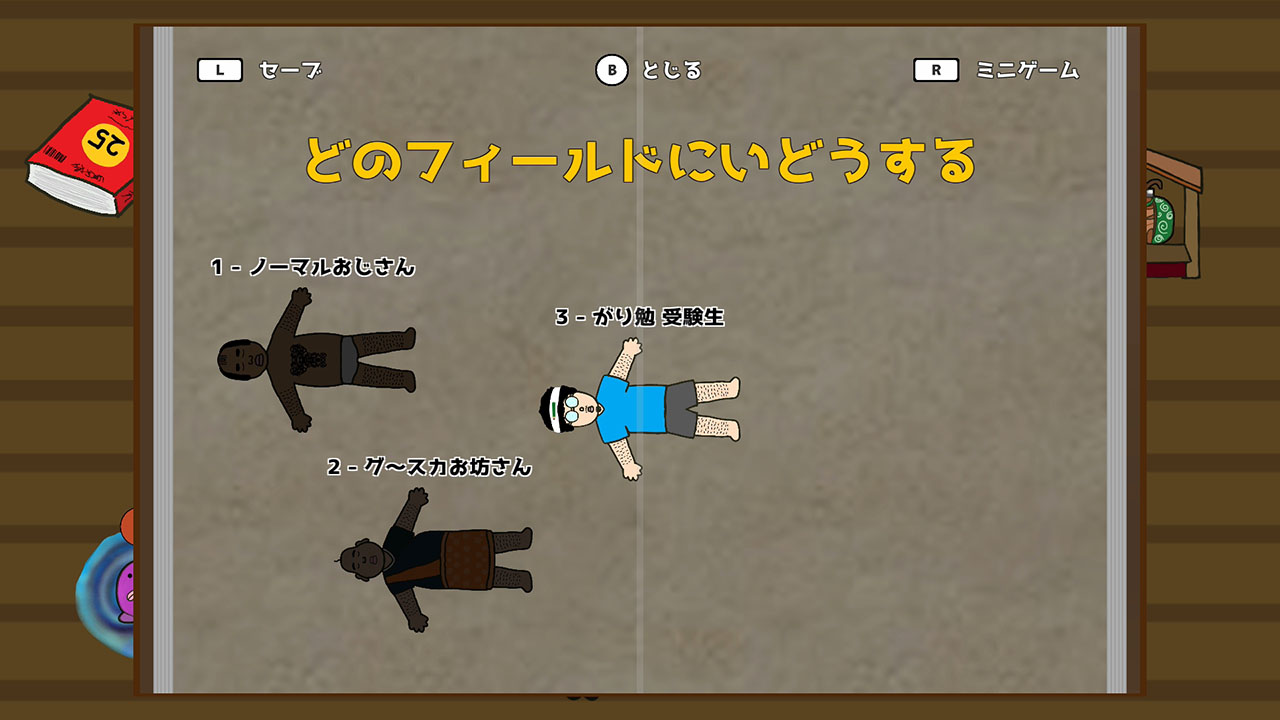 L セーブ
B とじる
R ミニゲーム
25
どのフィールドにいどうする
1 - ノーマルおじさん
3 - がり勉 受験生
2 - グ〜スカお坊さん